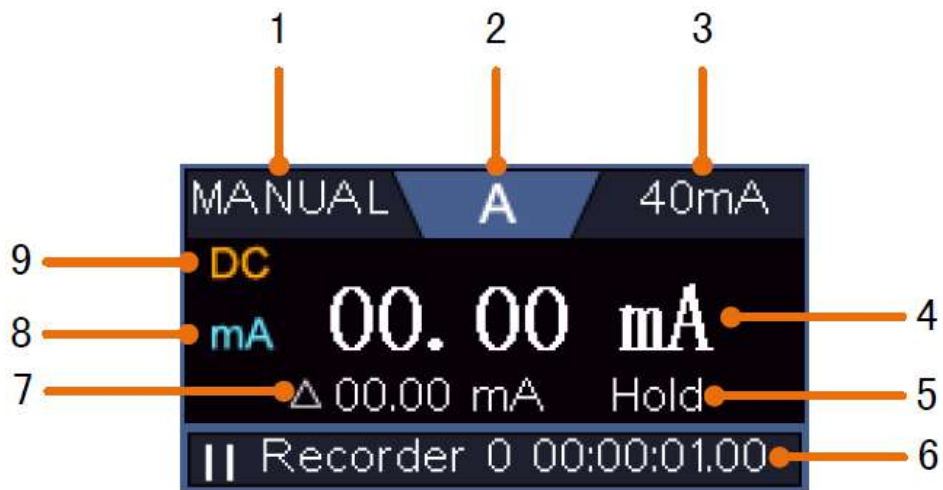 1 2 3
MANUAL A 40mA
9 DC
8 mA 00.00 mA 4
7 △ 00.00 mA Hold 5
|| Recorder 0 00:00:01.00 6